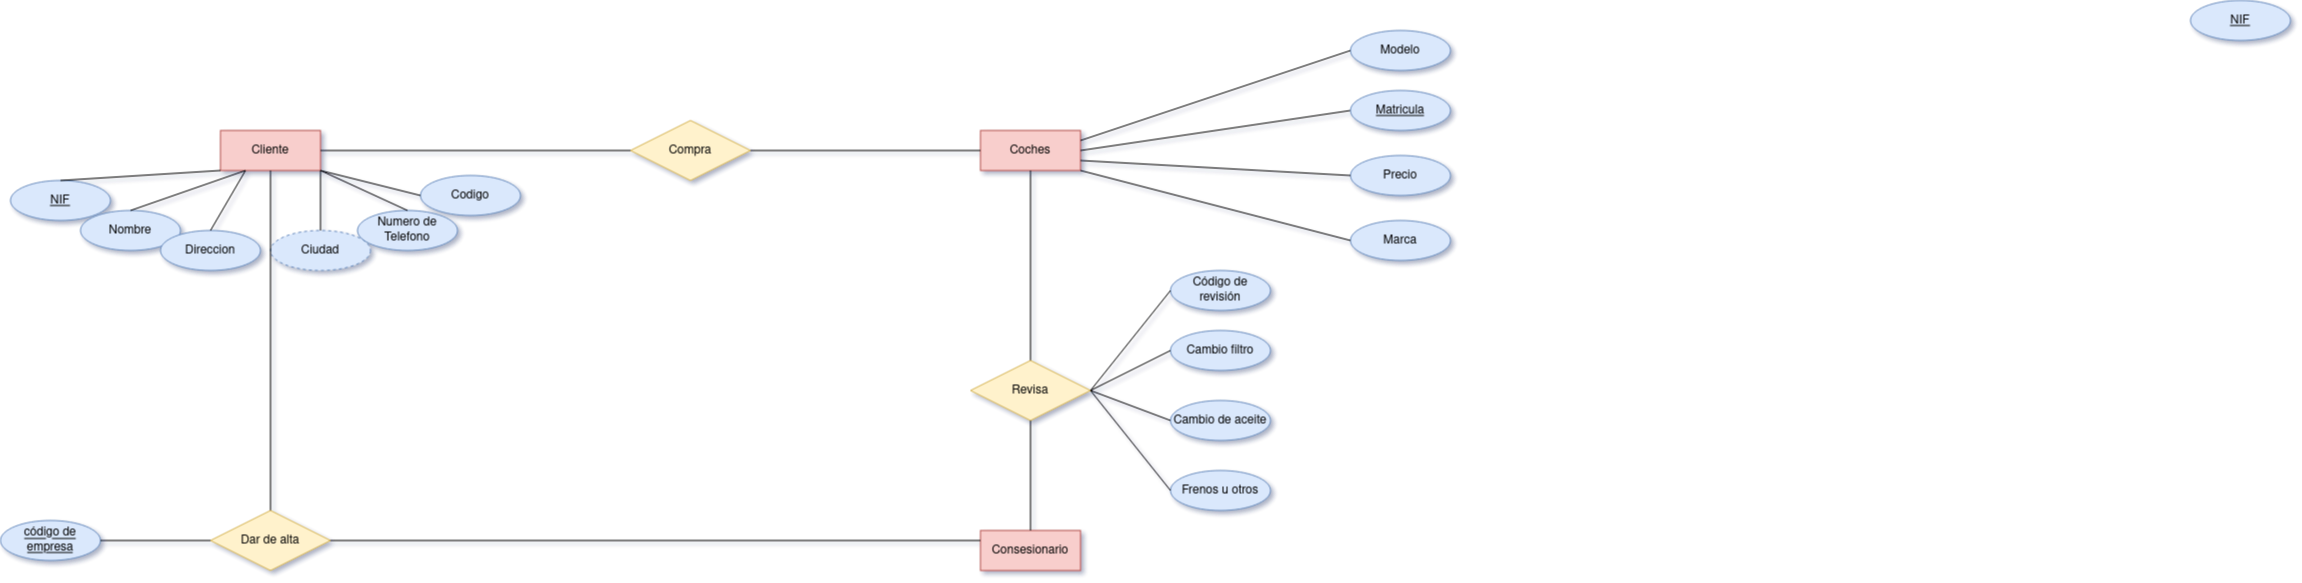 NIF
Modelo
Matricula
Cliente
Compra
Coches
Precio
NIF
Codigo
Nombre
Numero de
Telefono
Direccion
Ciudad
Marca
Código de
revisión
Cambio filtro
Revisa
Cambio de aceite
Frenos u otros
código de
empresa
Dar de alta
Consesionario